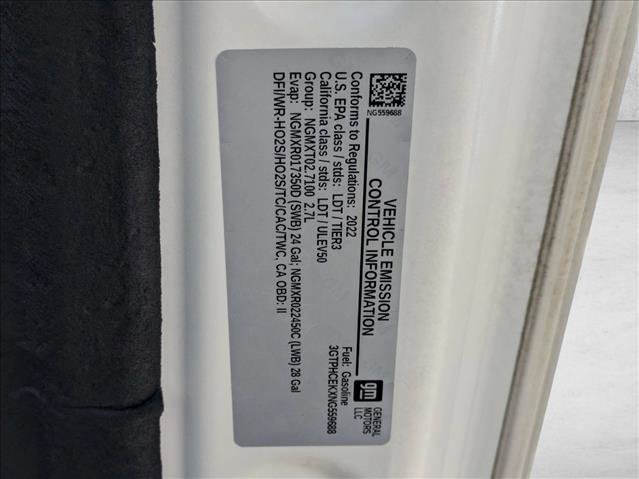 NG559688
VEHICLE EMISSION
CONTROL INFORMATION
gm GENERAL
MOTORS
LLC
Conforms to Regulations: 2022
U.S. EPA class / stds: LDT / TIER3
California class / stds: LDT / ULEV50
Group: NGMXT02.7100 2.7L
Evap: NGMXR017350D (SWB) 24 Gal; NGMXR022450C (LWB) 28 Gal
DFI/WR-HO2S/HO2S/TC/CAC/TWC, CA OBD: II
Fuel: Gasoline
3GTPHCEKXNG559688